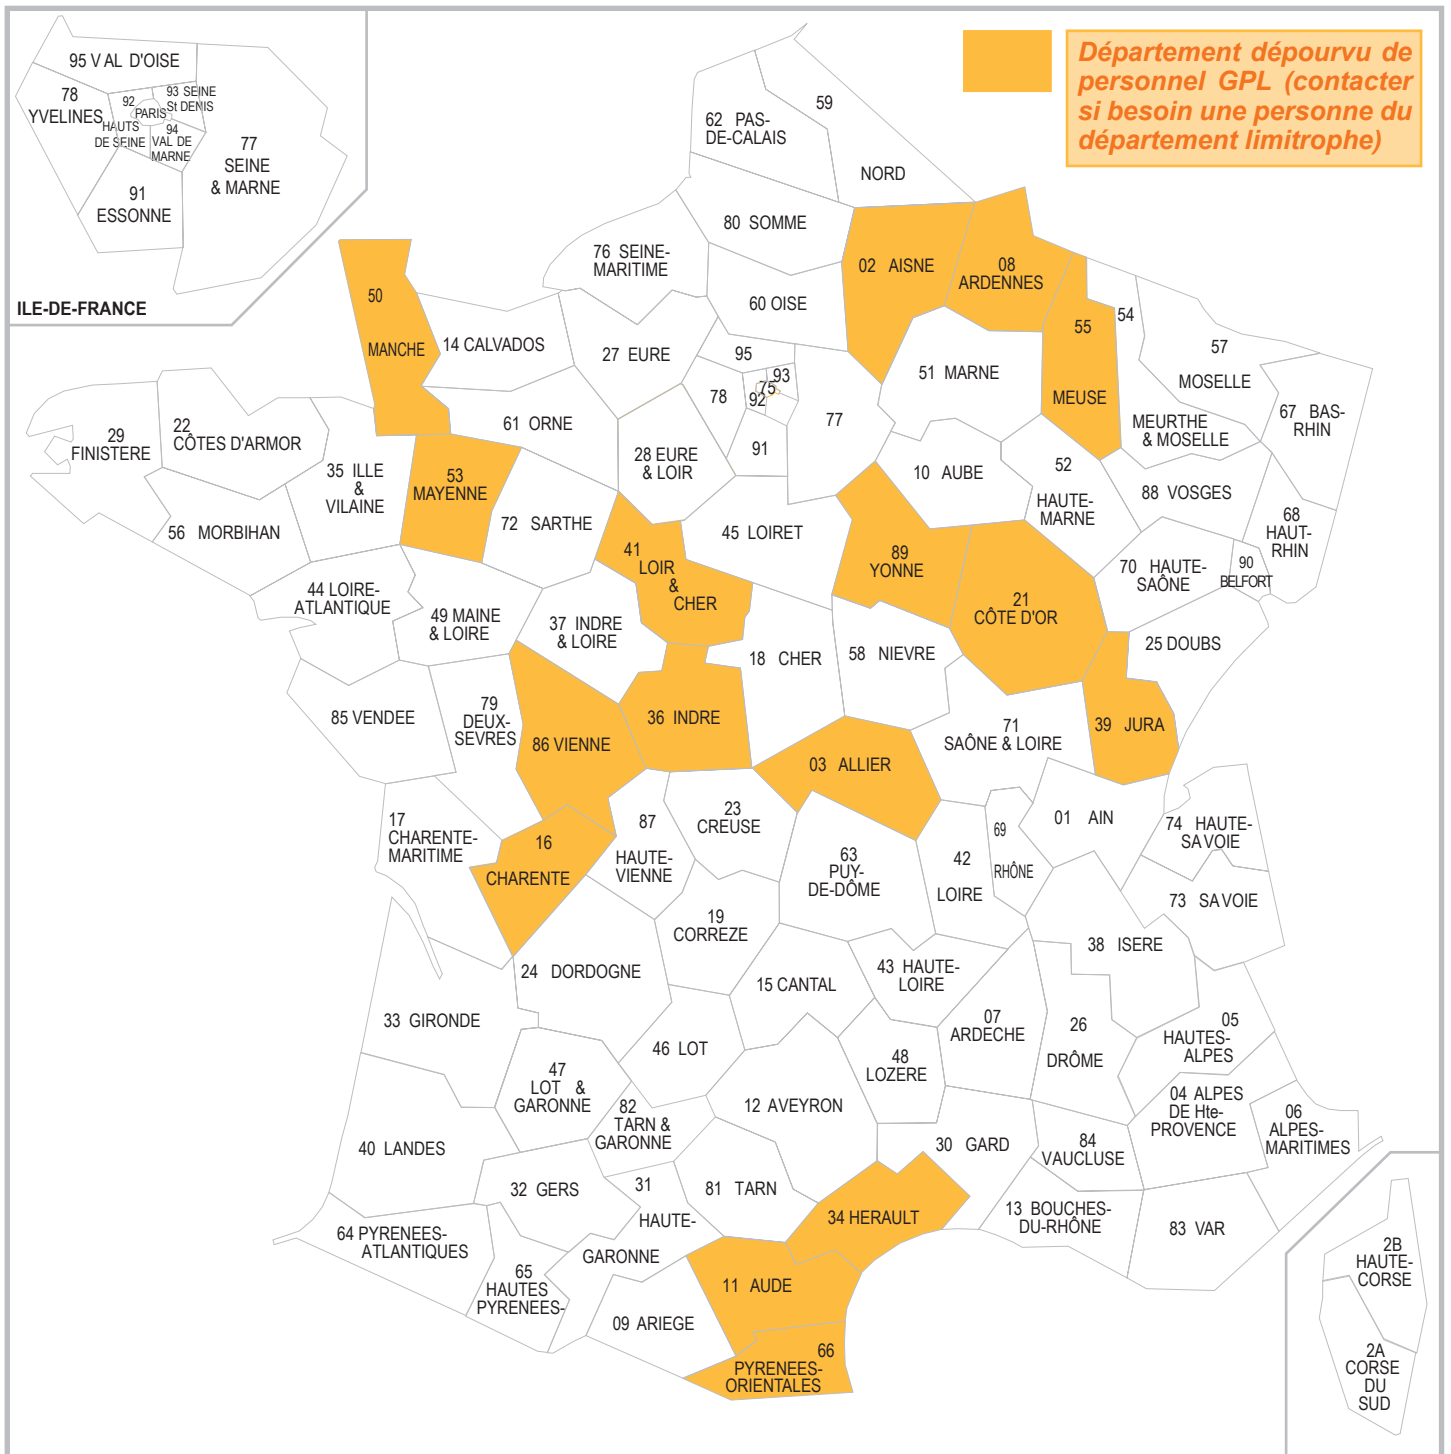 95 VAL D'OISE
78
YVELINES
92
HAUTS
DE SEINE
PARIS
93 SEINE
St DENIS
94
VAL DE
MARNE
77
SEINE
& MARNE
91
ESSONNE
ILE-DE-FRANCE
Département dépourvu de
personnel GPL (contacter
si besoin une personne du
département limitrophe)
59
NORD
62 PAS-
DE-CALAIS
80 SOMME
76 SEINE-
MARITIME
02 AISNE
08
ARDENNES
60 OISE
50
MANCHE
14 CALVADOS
27 EURE
95
78
75
93
92
91
77
51 MARNE
55
MEUSE
54
MEURTHE
& MOSELLE
57
MOSELLE
67 BAS-
RHIN
29
FINISTERE
22
CÔTES D'ARMOR
35 ILLE
&
VILAINE
56 MORBIHAN
53
MAYENNE
61 ORNE
72 SARTHE
28 EURE
& LOIR
45 LOIRET
10 AUBE
52
HAUTE-
MARNE
88 VOSGES
68
HAUT-
RHIN
70 HAUTE-
SAÔNE
90
BELFORT
44 LOIRE-
ATLANTIQUE
49 MAINE
& LOIRE
37 INDRE
& LOIRE
41
LOIR
&
CHER
89
YONNE
21
CÔTE D'OR
25 DOUBS
18 CHER
58 NIEVRE
85 VENDEE
79
DEUX-
SEVRES
86 VIENNE
36 INDRE
03 ALLIER
71
SAÔNE & LOIRE
39 JURA
17
CHARENTE-
MARITIME
16
CHARENTE
87
HAUTE-
VIENNE
23
CREUSE
63
PUY-
DE-DÔME
42
LOIRE
69
RHÔNE
01 AIN
74 HAUTE-
SAVOIE
73 SAVOIE
19
CORREZE
24 DORDOGNE
15 CANTAL
43 HAUTE-
LOIRE
38 ISERE
33 GIRONDE
46 LOT
48
LOZERE
07
ARDECHE
26
DRÔME
05
HAUTES-
ALPES
47
LOT &
GARONNE
82
TARN &
GARONNE
12 AVEYRON
04 ALPES
DE Hte-
PROVENCE
06
ALPES-
MARITIMES
40 LANDES
32 GERS
31
HAUTE-
GARONNE
81 TARN
30 GARD
84
VAUCLUSE
34 HERAULT
13 BOUCHES-
DU-RHÔNE
83 VAR
64 PYRENEES-
ATLANTIQUES
65
HAUTES
PYRENEES-
09 ARIEGE
11 AUDE
66
PYRENEES-
ORIENTALES
2B
HAUTE-
CORSE
2A
CORSE
DU
SUD